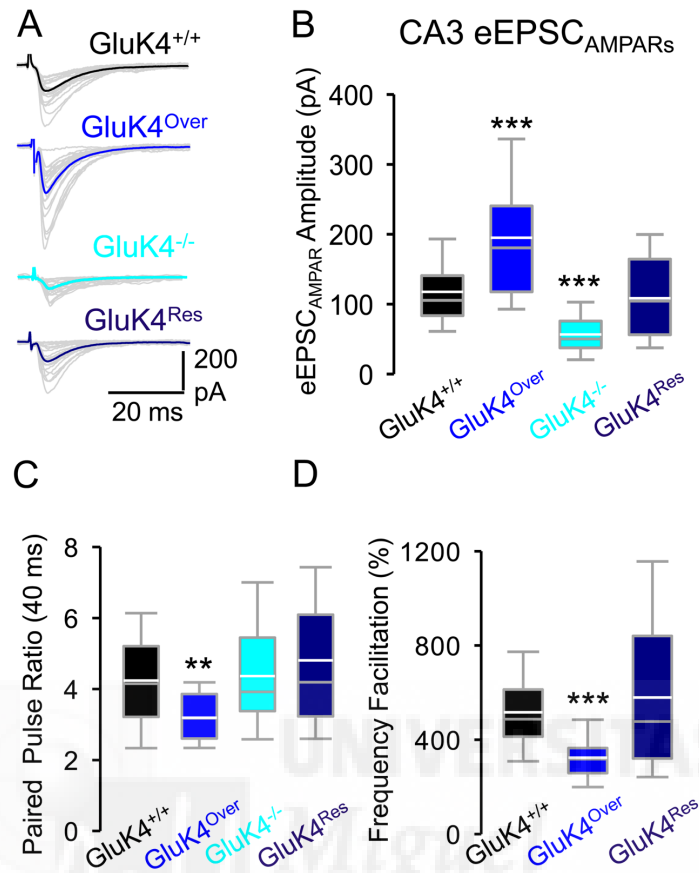 A
GluK4+/+
GluK4Over
GluK4-/-
GluK4Res
200
pA
20 ms
B
CA3 eEPSCAMPARs
eEPSCAMPAR Amplitude (pA)
400
300
200
100
0
***
***
GluK4+/+
GluK4Over
GluK4-/-
GluK4Res
C
Paired Pulse Ratio (40 ms)
8
6
4
2
0
**
GluK4+/+
GluK4Over
GluK4-/-
GluK4Res
D
Frequency Facilitation (%)
1200
800
400
0
***
GluK4+/+
GluK4Over
GluK4Res
UNIVERSITA
Miguel